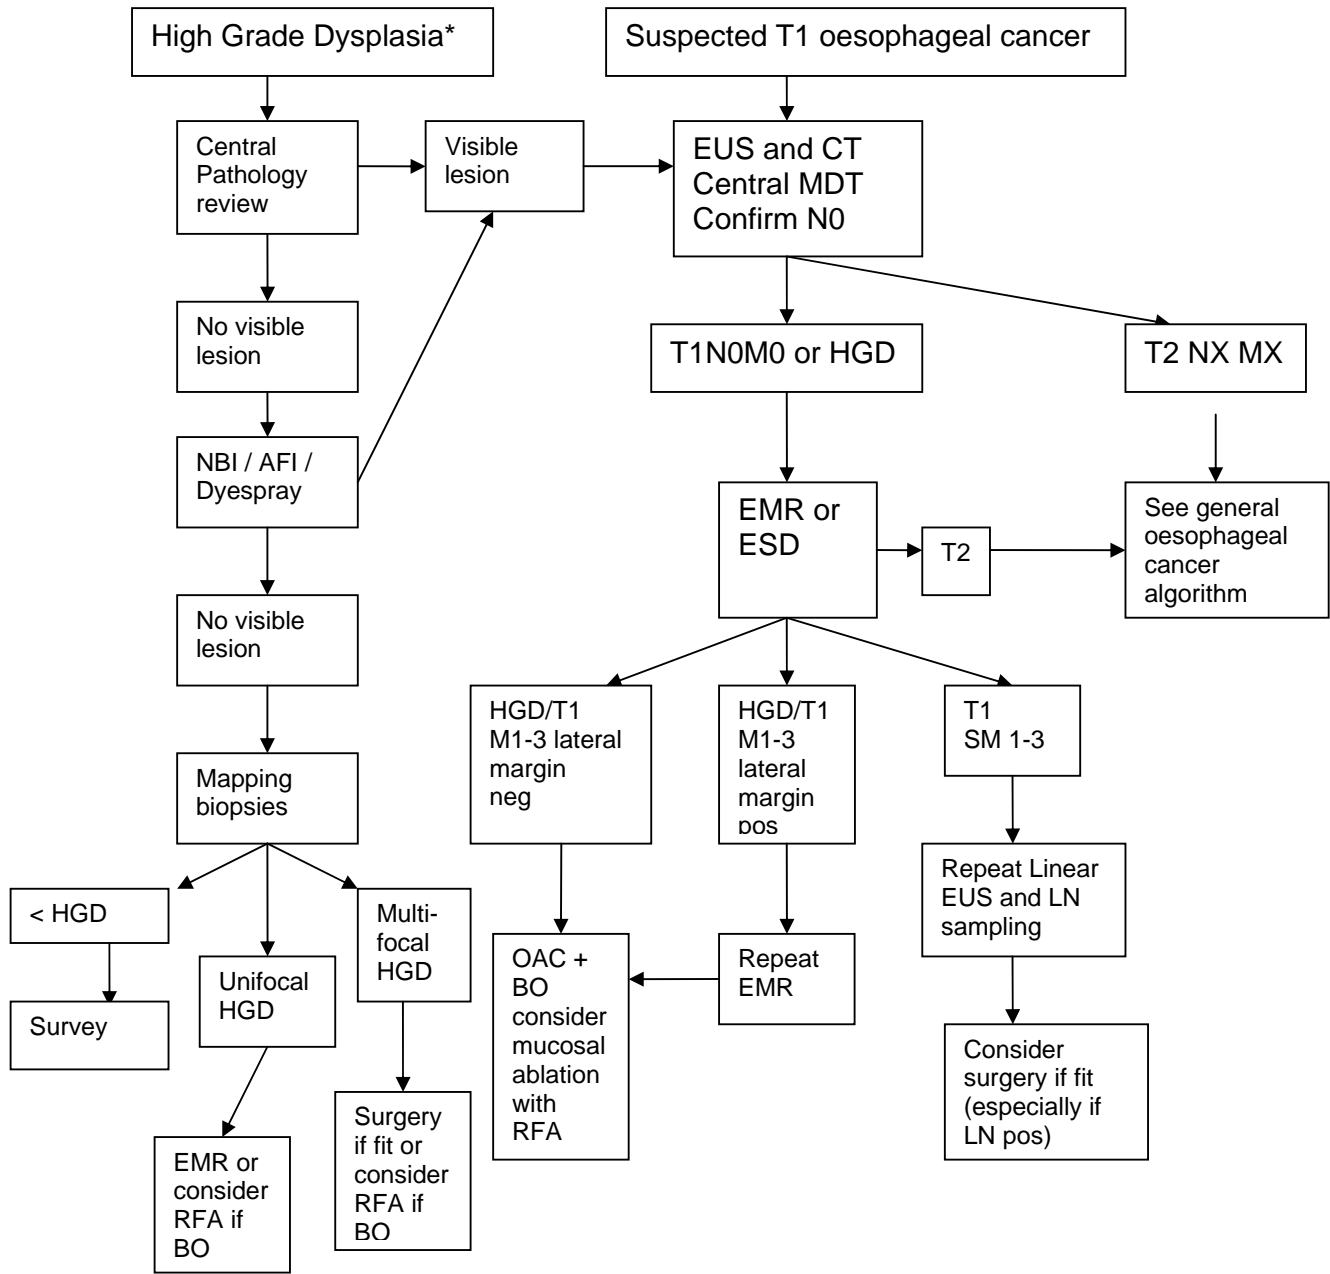 High Grade Dysplasia*
Suspected T1 oesophageal cancer
Central
Pathology
review
Visible
lesion
EUS and CT
Central MDT
Confirm N0
No visible
lesion
T1N0M0 or HGD
T2 NX MX
NBI / AFI /
Dyespray
EMR or
ESD
T2
See general
oesophageal
cancer
algorithm
No visible
lesion
HGD/T1
M1-3 lateral
margin
neg
HGD/T1
M1-3
lateral
margin
pos
T1
SM 1-3
Mapping
biopsies
Repeat Linear
EUS and LN
sampling
< HGD
Unifocal
HGD
Multi-
focal
HGD
OAC +
BO
consider
mucosal
ablation
with
RFA
Repeat
EMR
Survey
Consider
surgery if fit
(especially if
LN pos)
EMR or
consider
RFA if
BO
Surgery
if fit or
consider
RFA if
BO